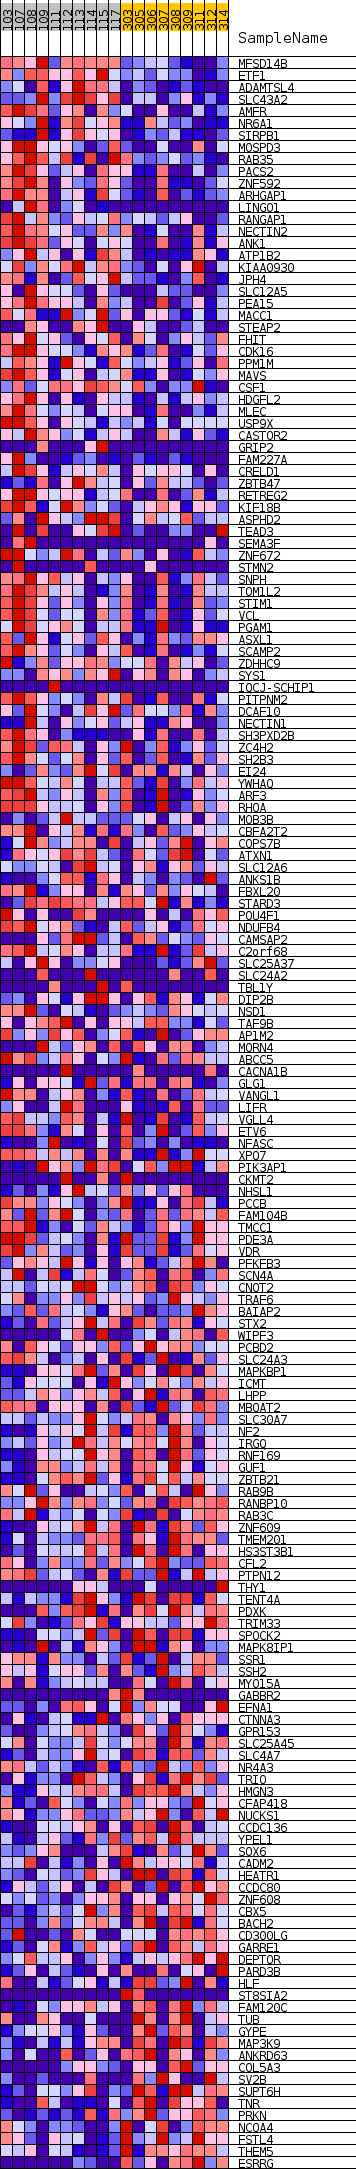 103 107 108 109 111 112 113 114 115 117 303 305 306 307 308 309 311 312 314
SampleName
MFSD14B
ETF1
ADAMTSL4
SLC43A2
AMFR
NR6A1
SIRPB1
MOSPD3
RAB35
PACS2
ZNF592
ARHGAP1
LINGO1
RANGAP1
NECTIN2
ANK1
ATP1B2
KIAA0930
JPH4
SLC12A5
PEA15
MACC1
STEAP2
FHIT
CDK16
PPM1M
MAVS
CSF1
HDGFL2
MLEC
USP9X
CASTOR2
GRIP2
FAM227A
CRELD1
ZBTB47
RETREG2
KIF18B
ASPHD2
TEAD3
SEMA3F
ZNF672
STMN2
SNPH
TOM1L2
STIM1
VCL
PGAM1
ASXL1
SCAMP2
ZDHHC9
SYS1
IQCJ-SCHIP1
PITPNM2
DCAF10
NECTIN1
SH3PXD2B
ZC4H2
SH2B3
EI24
YWHAQ
ARF3
RHOA
MOB3B
CBFA2T2
COPS7B
ATXN1
SLC12A6
ANKS1B
FBXL20
STARD3
POU4F1
NDUFB4
CAMSAP2
C2orf68
SLC25A37
SLC24A2
TBL1Y
DIP2B
NSD1
TAF9B
AP1M2
MORN4
ABCC5
CACNA1B
GLG1
VANGL1
LIFR
VGLL4
ETV6
NFASC
XPO7
PIK3AP1
CKMT2
NHSL1
PCCB
FAM104B
TMCC1
PDE3A
VDR
PFKFB3
SCN4A
CNOT2
TRAF6
BAIAP2
STX2
WIPF3
PCBD2
SLC24A3
MAPKBP1
ICMT
LHPP
MBOAT2
SLC30A7
NF2
IRGQ
RNF169
GUF1
ZBTB21
RAB9B
RANBP10
RAB3C
ZNF609
TMEM201
HS3ST3B1
CFL2
PTPN12
THY1
TENT4A
PDXK
TRIM33
SPOCK2
MAPK8IP1
SSR1
SSH2
MYO15A
GABBR2
EFNA1
CTNNA3
GPR153
SLC25A45
SLC4A7
NR4A3
TRIO
HMGN3
CFAP418
NUCKS1
CCDC136
YPEL1
SOX6
CADM2
HEATR1
CCDC80
ZNF608
CBX5
BACH2
CD300LG
GARRE1
DEPTOR
PARD3B
HLF
ST8SIA2
FAM120C
TUB
GYPE
MAP3K9
ANKRD63
COL5A3
SV2B
SUPT6H
TNR
PRKN
NCOA4
FSTL4
THEM5
ESRRG